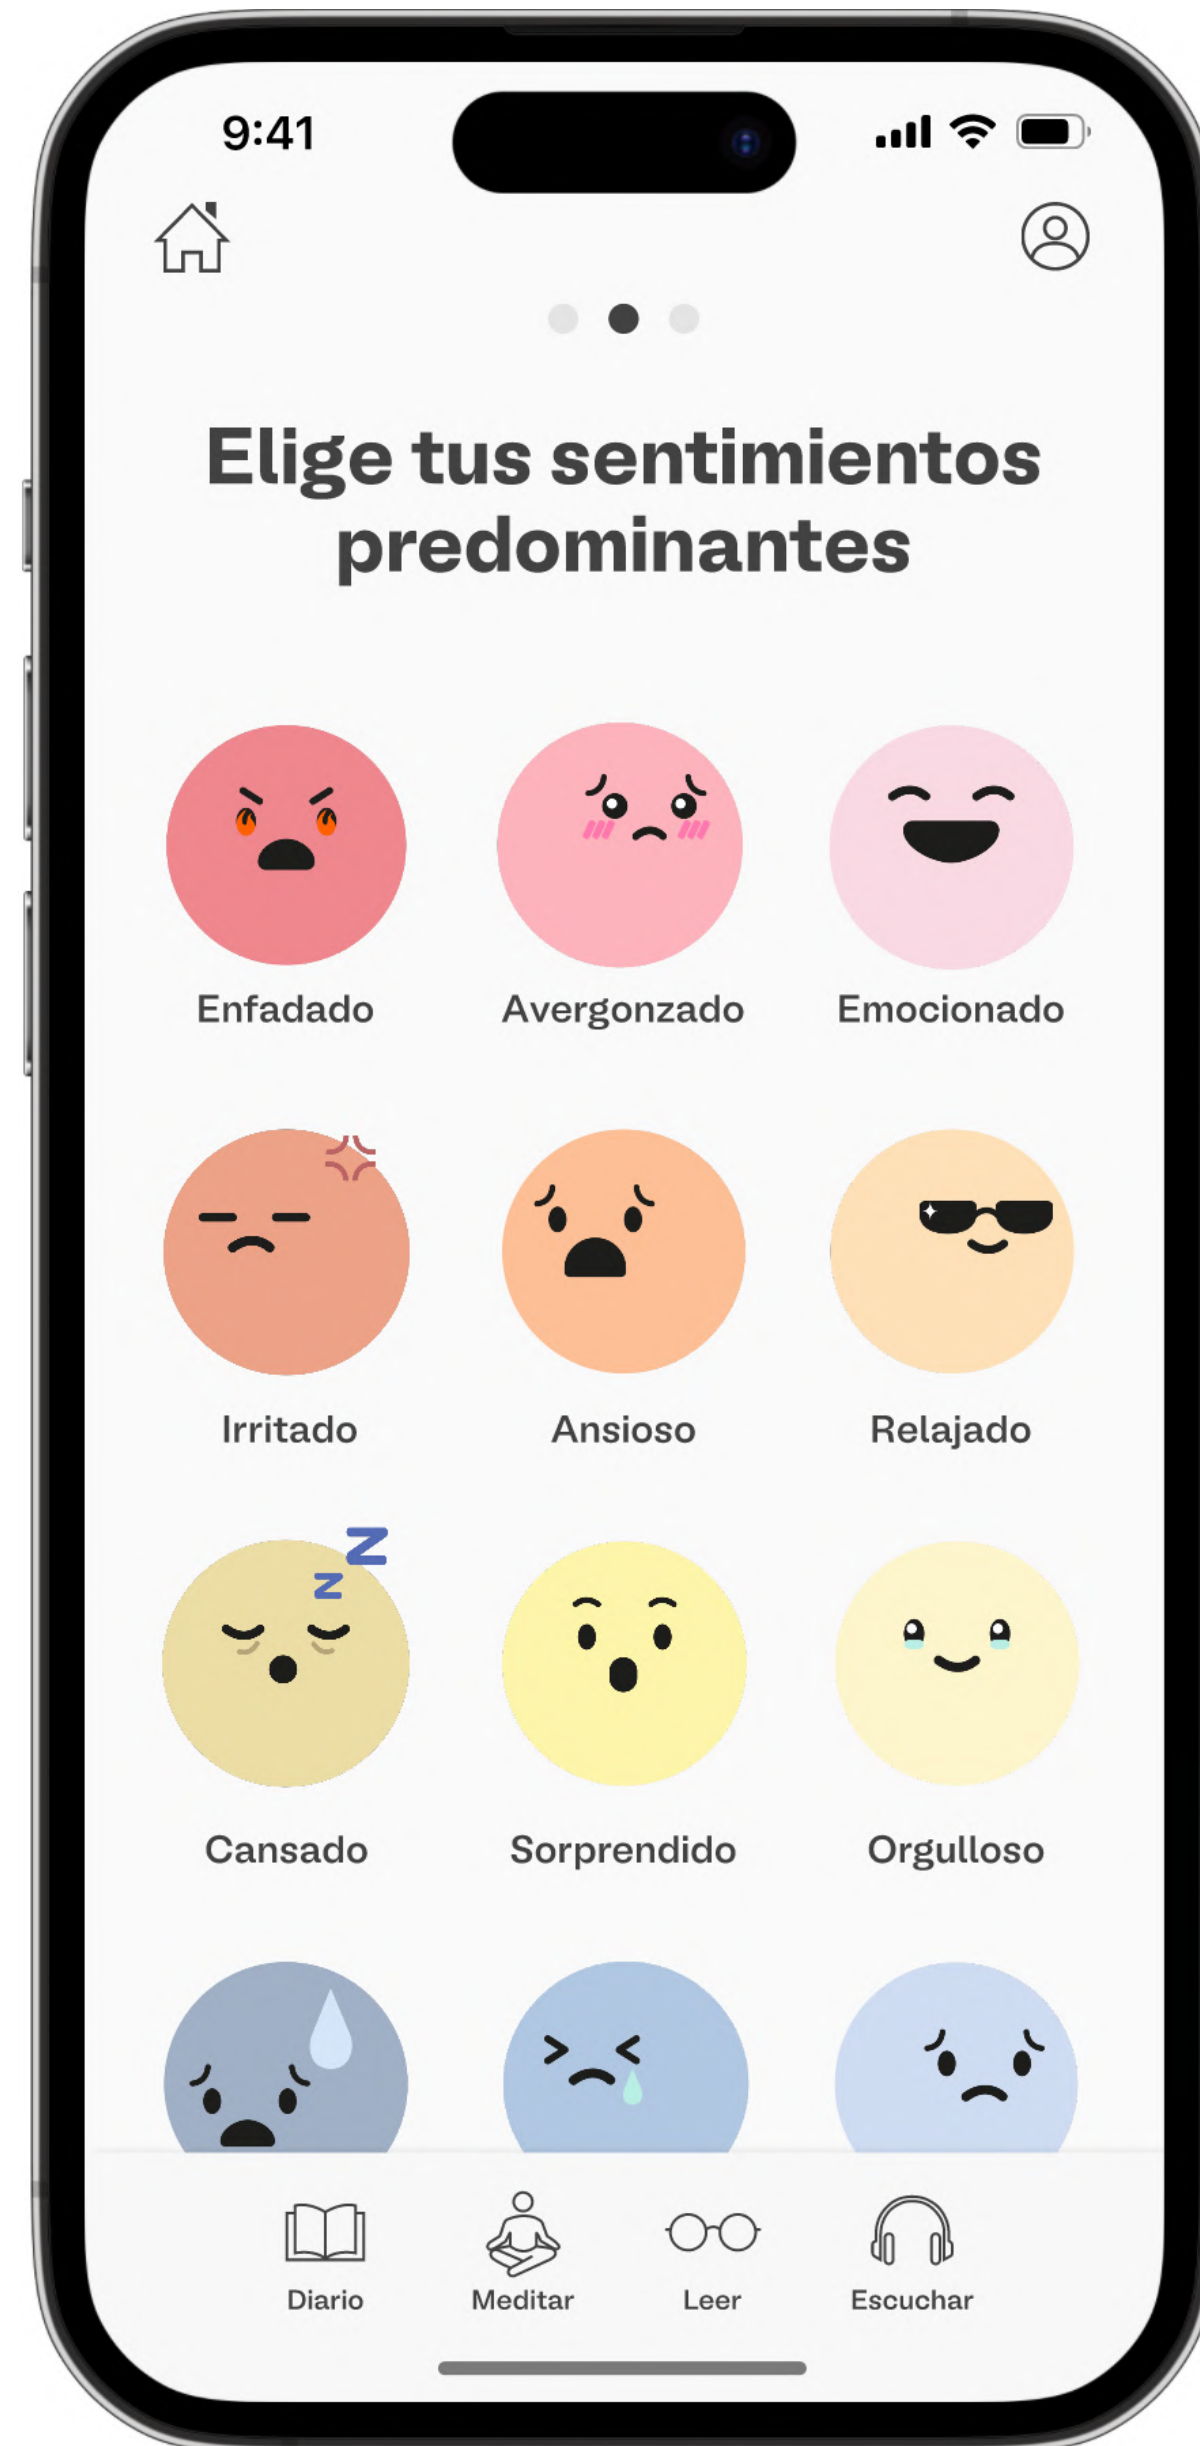 9:41
Elige tus sentimientos
predominantes
Enfadado
Avergonzado
Emocionado
Irritado
Ansioso
Relajado
z Z
Cansado
Sorprendido
Orgulloso
Diario
Meditar
Leer
Escuchar